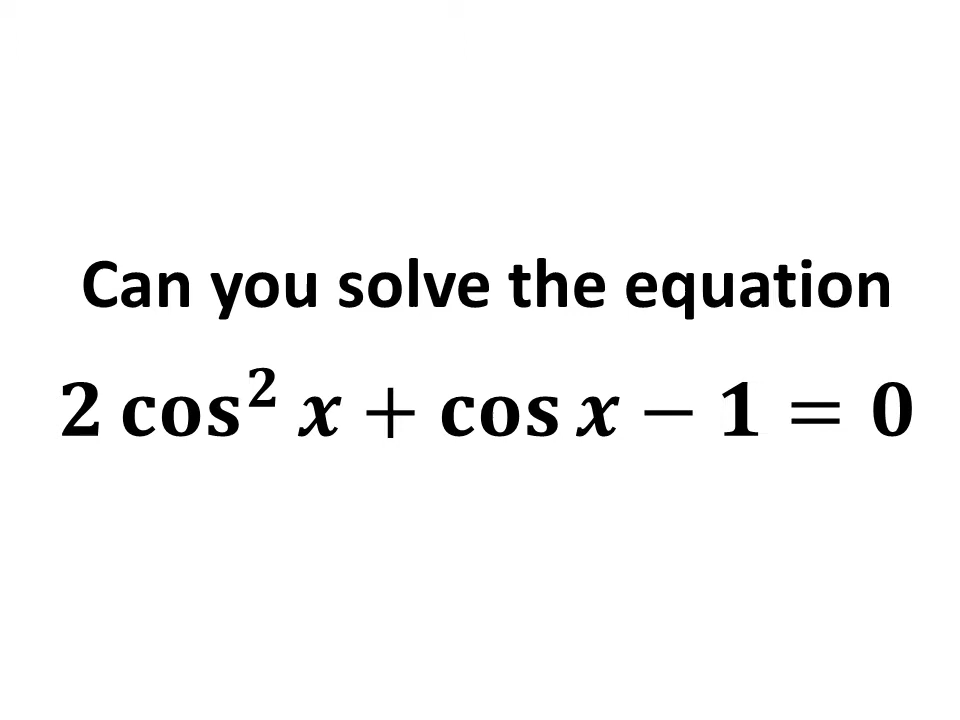 Can you solve the equation
2 cos² x + cos x − 1 = 0